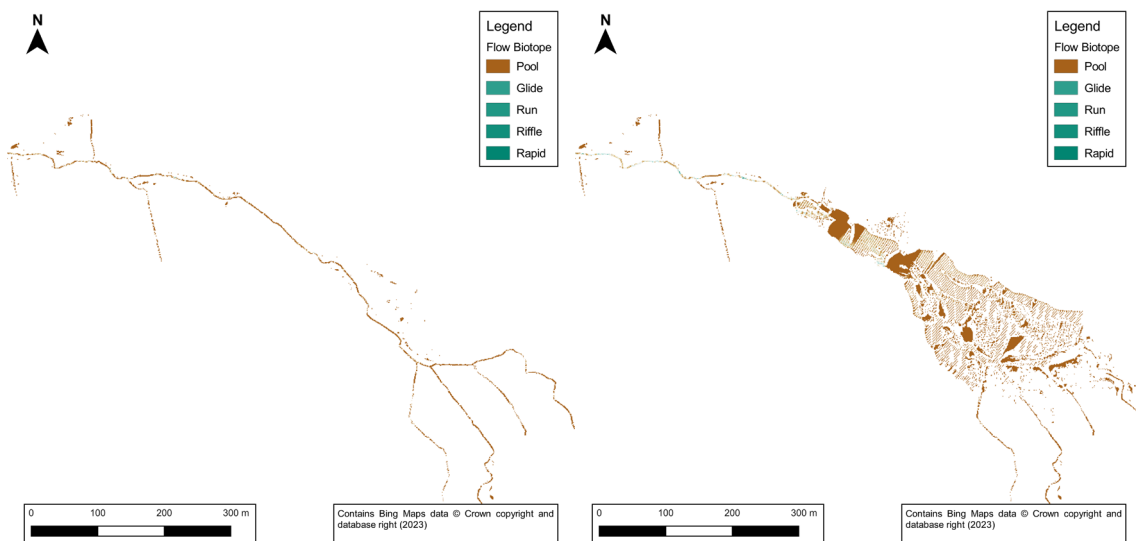 N
Legend
Flow Biotope
Pool
Glide
Run
Riffle
Rapid
0 100 200 300 m
Contains Bing Maps data © Crown copyright and
database right (2023)
N
Legend
Flow Biotope
Pool
Glide
Run
Riffle
Rapid
0 100 200 300 m
Contains Bing Maps data © Crown copyright and
database right (2023)